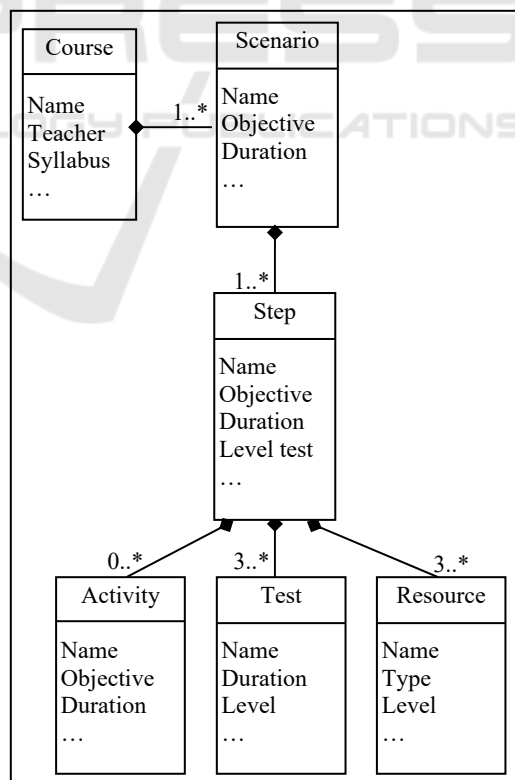 Course
Name
Teacher
Syllabus
…
1..*
Scenario
Name
Objective
Duration
…
1..*
Step
Name
Objective
Duration
Level test
…
0..*
3..*
3..*
Activity
Name
Objective
Duration
…
Test
Name
Duration
Level
…
Resource
Name
Type
Level
…